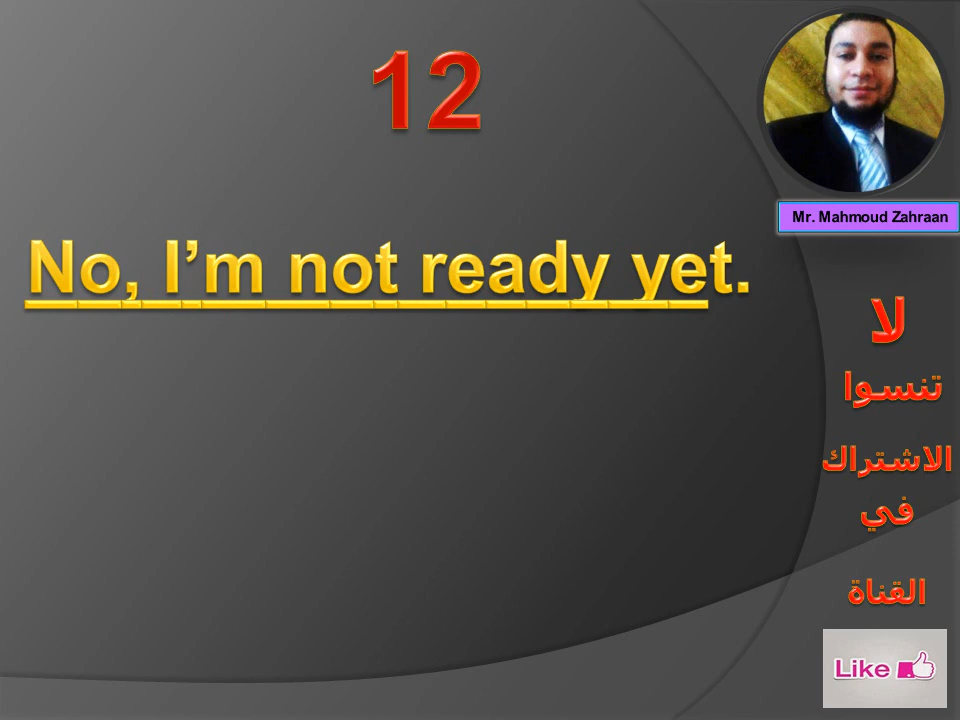 12
No, I’m not ready yet.
Mr. Mahmoud Zahraan
لا
تنسوا
الاشتراك
في
القناة
Like